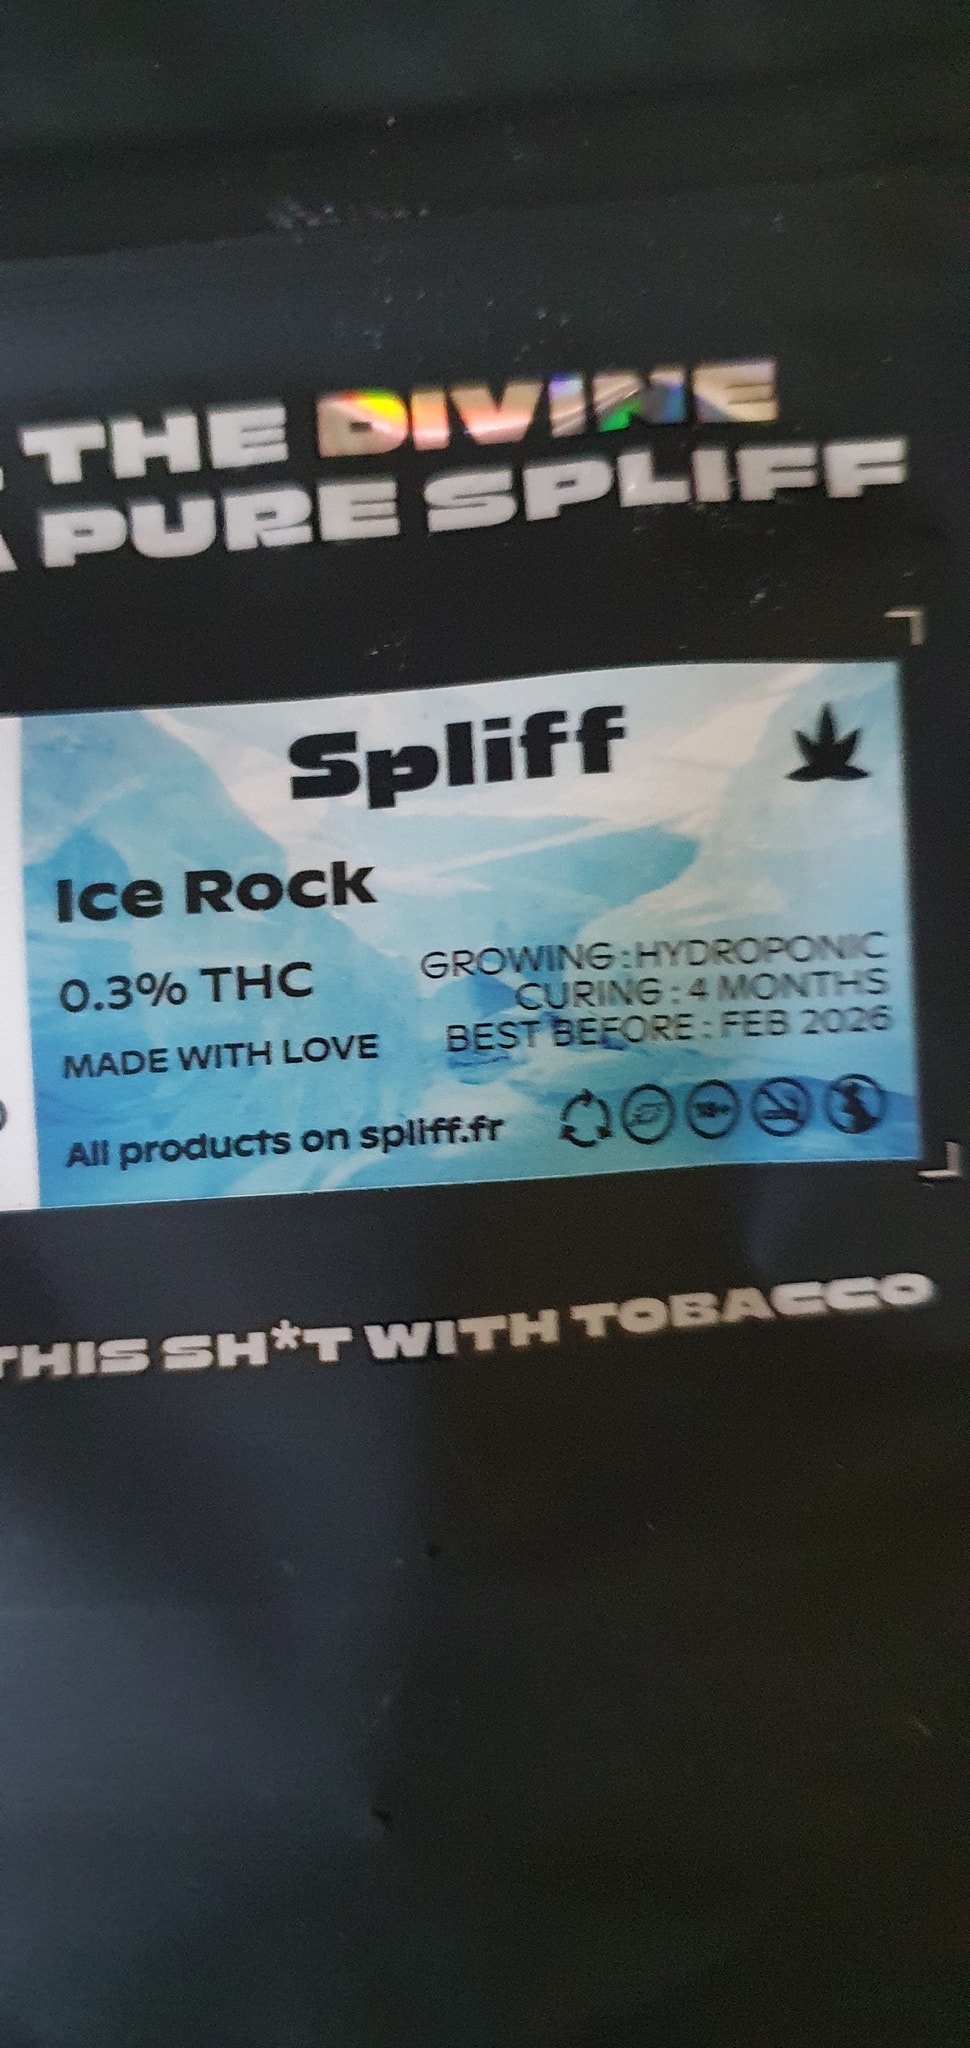 THE DIVINE
A PURE SPLIFF
Spliff
Ice Rock
0.3% THC
MADE WITH LOVE
GROWING : HYDROPONIC
CURING : 4 MONTHS
BEST BEFORE : FEB 2026
All products on spliff.fr
18+
THIS SH*T WITH TOBACCO